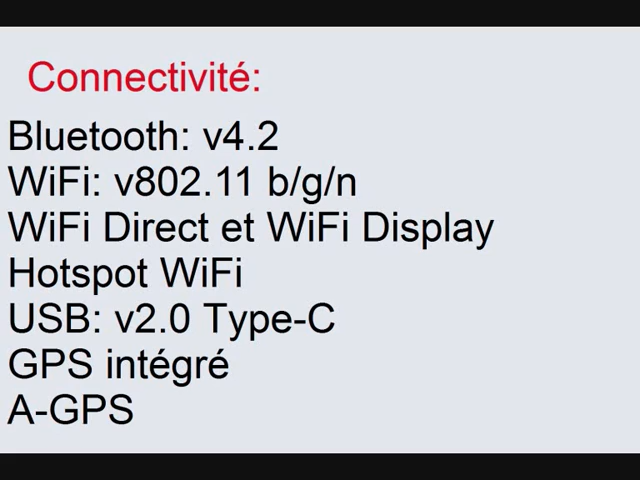 Connectivité:
Bluetooth: v4.2
WiFi: v802.11 b/g/n
WiFi Direct et WiFi Display
Hotspot WiFi
USB: v2.0 Type-C
GPS intégré
A-GPS